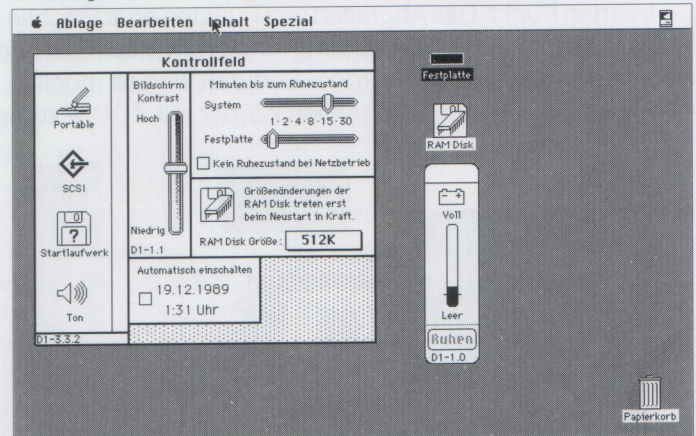 Ablage Bearbeiten Inhalt Spezial
Kontrollfeld
Portable
SCSI
?
Startlaufwerk
Ton
D1-3.3.2
Bildschirm
Kontrast
Hoch
Niedrig
D1-1.1
Minuten bis zum Ruhezustand
System
1·2·4·8·15·30
Festplatte
Kein Ruhezustand bei Netzbetrieb
Größenänderungen der
RAM Disk treten erst
beim Neustart in Kraft.
RAM Disk Größe: 512K
Automatisch einschalten
19.12.1989
1:31 Uhr
Festplatte
RAM Disk
Voll
Leer
Ruhen
D1-1.0
Papierkorb